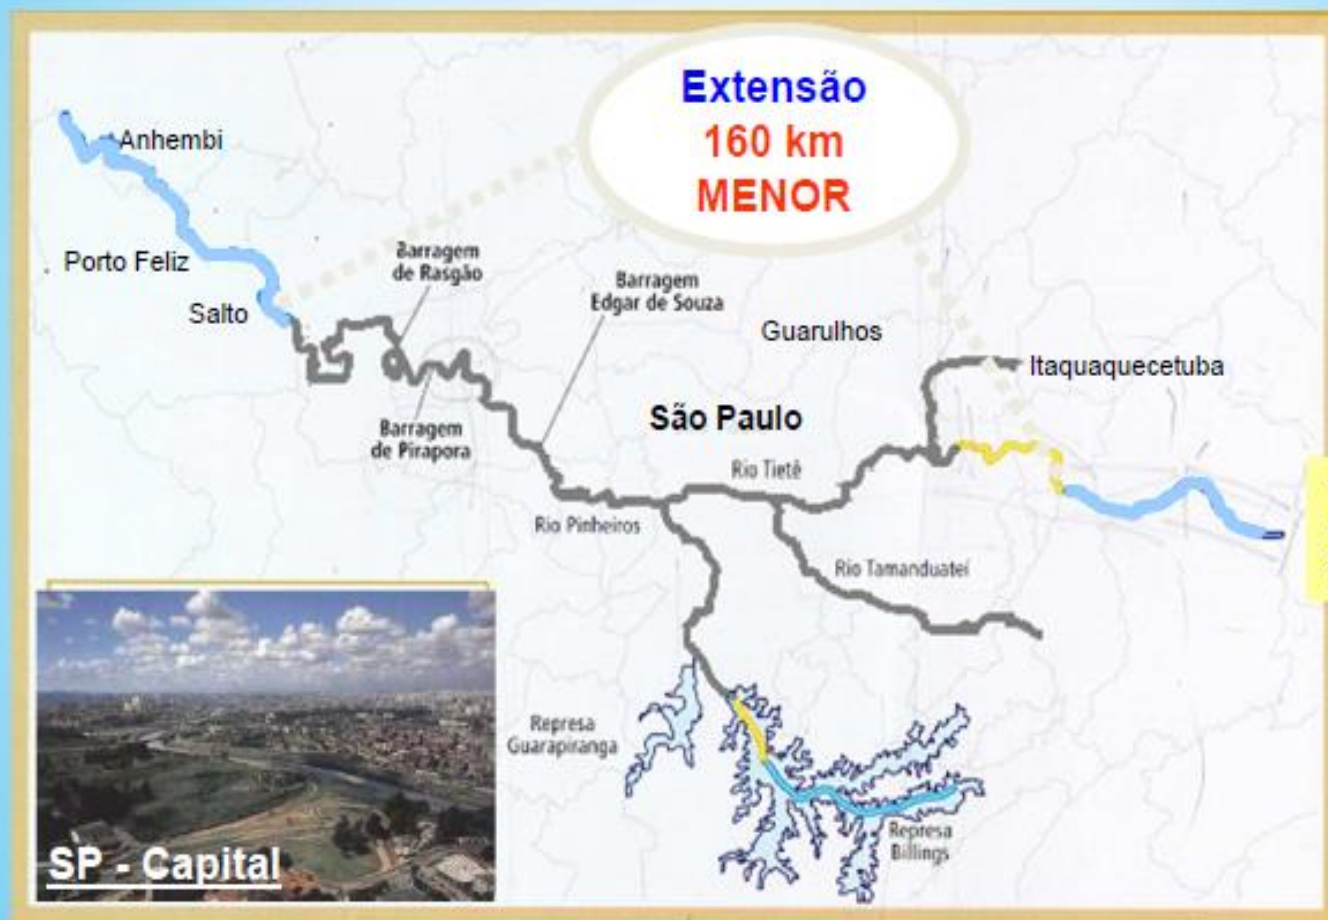 Extensão
160 km
MENOR
Anhembi
Porto Feliz
Salto
Barragem
de Rasgão
Barragem
Edgar de Souza
Guarulhos
Itaquaquecetuba
São Paulo
Barragem
de Pirapora
Rio Tietê
Rio Pinheiros
Rio Tamanduateí
Represa
Guarapiranga
Represa
Billings
SP - Capital